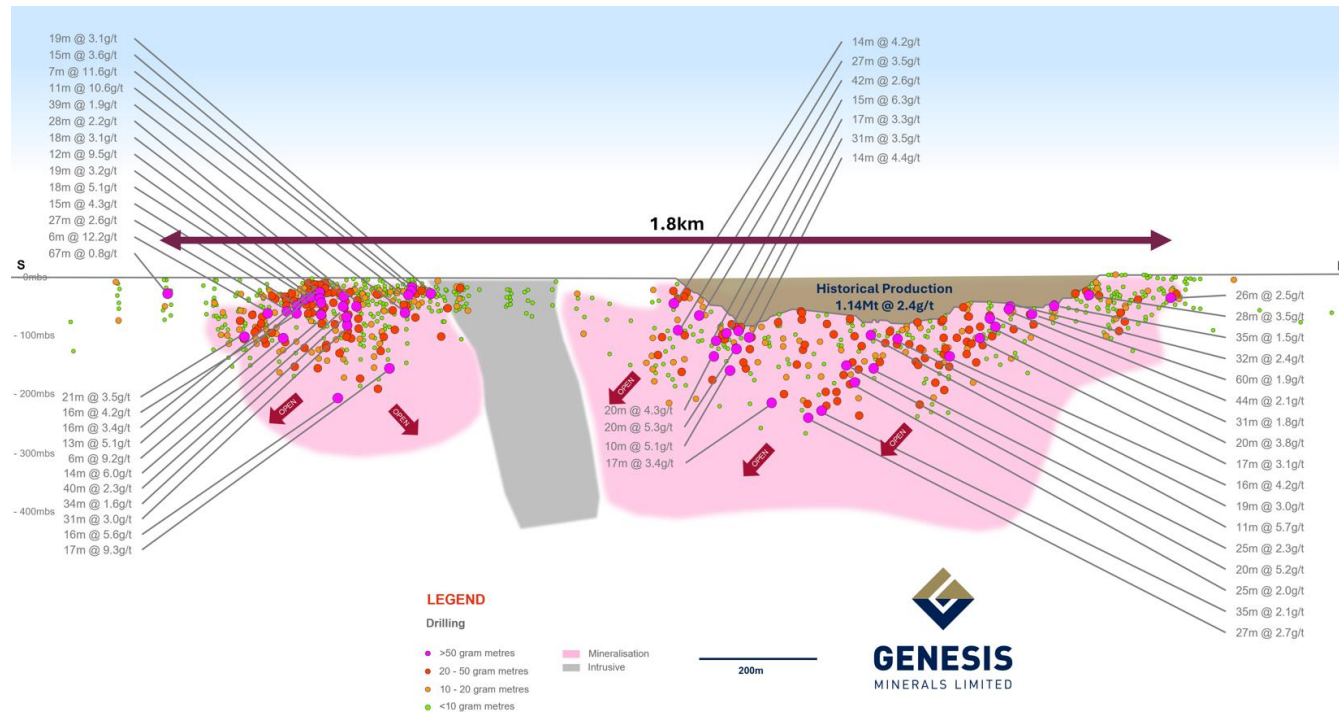 19m @ 3.1g/t
15m @ 3.6g/t
7m @ 11.6g/t
11m @ 10.6g/t
39m @ 1.9g/t
28m @ 2.2g/t
18m @ 3.1g/t
12m @ 9.5g/t
19m @ 3.2g/t
18m @ 5.1g/t
15m @ 4.3g/t
27m @ 2.6g/t
6m @ 12.2g/t
67m @ 0.8g/t
14m @ 4.2g/t
27m @ 3.5g/t
42m @ 2.6g/t
15m @ 6.3g/t
17m @ 3.3g/t
31m @ 3.5g/t
14m @ 4.4g/t
1.8km
S
0mbs
- 100mbs
- 200mbs
- 300mbs
- 400mbs
Historical Production
1.14Mt @ 2.4g/t
OPEN
OPEN
OPEN
OPEN
OPEN
21m @ 3.5g/t
16m @ 4.2g/t
16m @ 3.4g/t
13m @ 5.1g/t
6m @ 9.2g/t
14m @ 6.0g/t
40m @ 2.3g/t
34m @ 1.6g/t
31m @ 3.0g/t
16m @ 5.6g/t
17m @ 9.3g/t
20m @ 4.3g/t
20m @ 5.3g/t
10m @ 5.1g/t
17m @ 3.4g/t
26m @ 2.5g/t
28m @ 3.5g/t
35m @ 1.5g/t
32m @ 2.4g/t
60m @ 1.9g/t
44m @ 2.1g/t
31m @ 1.8g/t
20m @ 3.8g/t
17m @ 3.1g/t
16m @ 4.2g/t
19m @ 3.0g/t
11m @ 5.7g/t
25m @ 2.3g/t
20m @ 5.2g/t
25m @ 2.0g/t
35m @ 2.1g/t
27m @ 2.7g/t
LEGEND
Drilling
>50 gram metres
20 - 50 gram metres
10 - 20 gram metres
<10 gram metres
Mineralisation
Intrusive
200m
GENESIS
MINERALS LIMITED